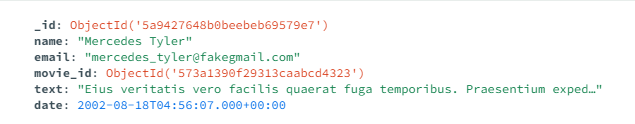 _id: ObjectId('5a9427648b0beebeb69579e7')
name: "Mercedes Tyler"
email: "mercedes_tyler@fakegmail.com"
movie_id: ObjectId('573a1390f29313caabcd4323')
text: "Eius veritatis vero facilis quaerat fuga temporibus. Praesentium exped…"
date: 2002-08-18T04:56:07.000+00:00